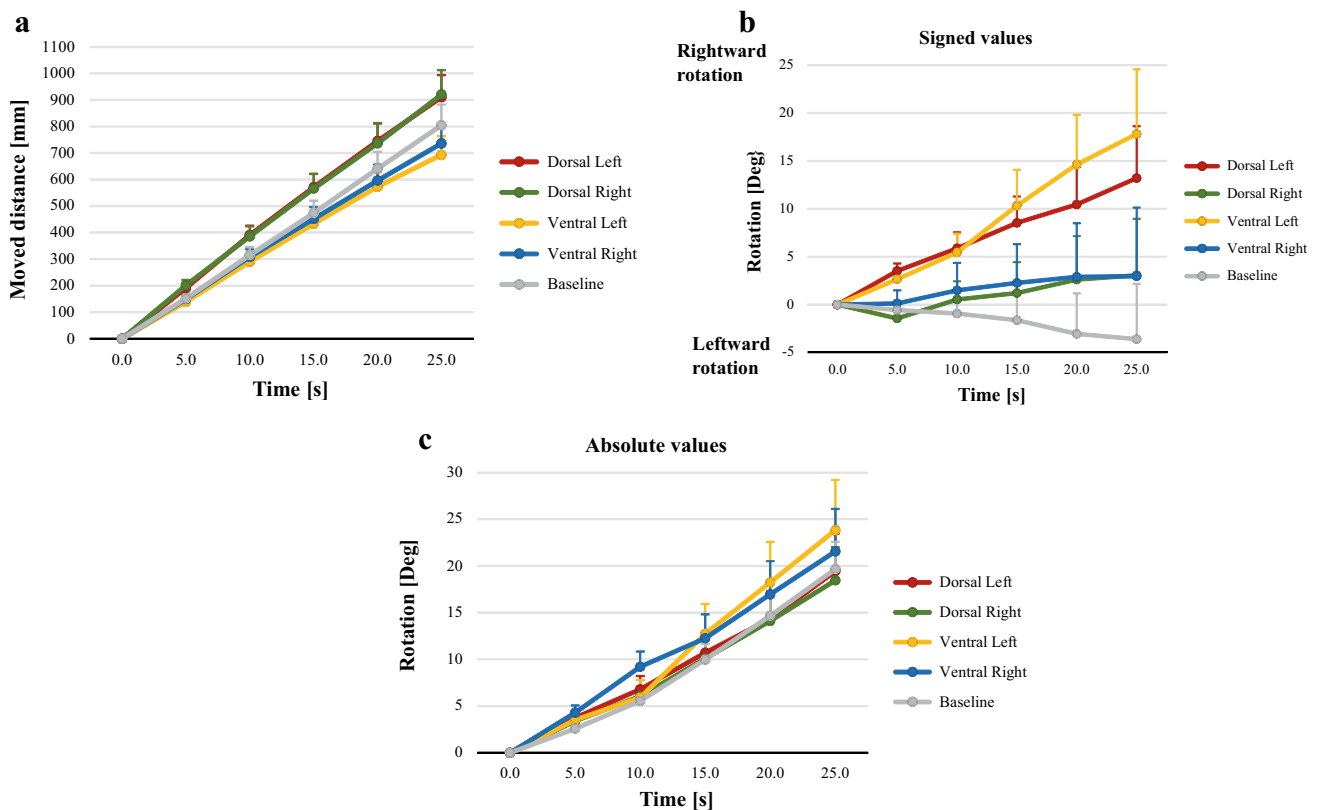 a
1100
1000
900
800
700
600
500
400
300
200
100
0
Moved distance [mm]
0.0 5.0 10.0 15.0 20.0 25.0
Time [s]
Dorsal Left
Dorsal Right
Ventral Left
Ventral Right
Baseline
b
Signed values
Rightward
rotation
Leftward
rotation
25
20
15
10
5
0
-5
Rotation [Deg}
0.0 5.0 10.0 15.0 20.0 25.0
Time [s]
Dorsal Left
Dorsal Right
Ventral Left
Ventral Right
Baseline
c
Absolute values
30
25
20
15
10
5
0
Rotation [Deg]
0.0 5.0 10.0 15.0 20.0 25.0
Time [s]
Dorsal Left
Dorsal Right
Ventral Left
Ventral Right
Baseline